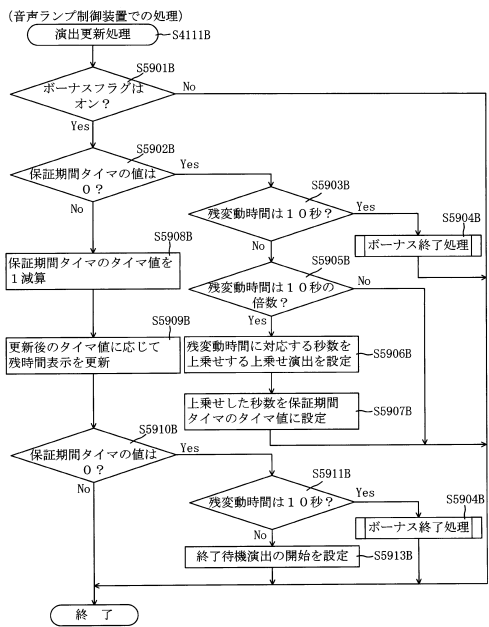 (音声ランプ制御装置での処理)
演出更新処理
S4111B
S5901B
ボーナスフラグは
オン?
No
Yes
S5902B
保証期間タイマの値は
0?
Yes
No
S5903B
残変動時間は10秒?
Yes
No
S5904B
ボーナス終了処理
S5908B
保証期間タイマのタイマ値を
1減算
S5905B
残変動時間は10秒の
倍数?
No
Yes
S5909B
更新後のタイマ値に応じて
残時間表示を更新
残変動時間に対応する秒数を
上乗せする上乗せ演出を設定
S5906B
上乗せした秒数を保証期間
タイマのタイマ値に設定
S5907B
S5910B
保証期間タイマの値は
0?
Yes
No
S5911B
残変動時間は10秒?
Yes
No
S5904B
ボーナス終了処理
終了待機演出の開始を設定
S5913B
終 了